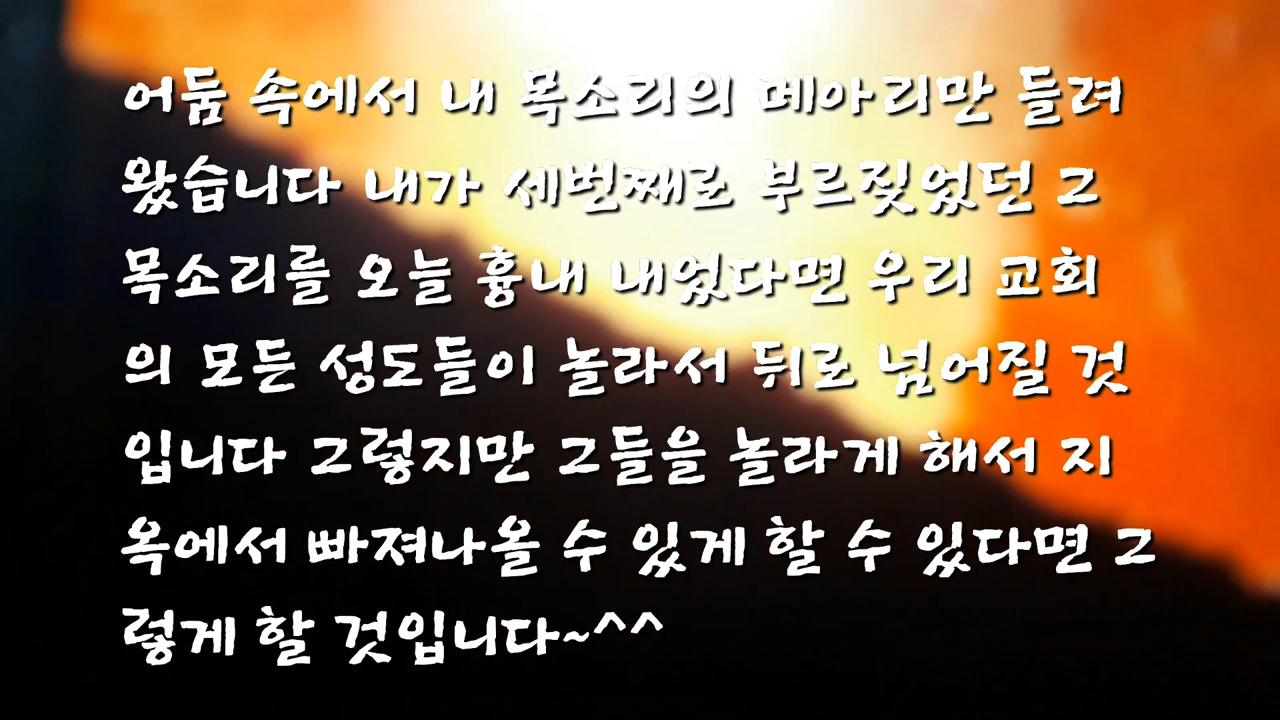 어둠 속에서 내 목소리의 메아리만 들려
왔습니다 내가 세번째로 부르짖었던 그
목소리를 오늘 흉내 내었다면 우리 교회
의 모든 성도들이 놀라서 뒤로 넘어질 것
입니다 그렇지만 그들을 놀라게 해서 지
옥에서 빠져나올 수 있게 할 수 있다면 그
렇게 할 것입니다~^^